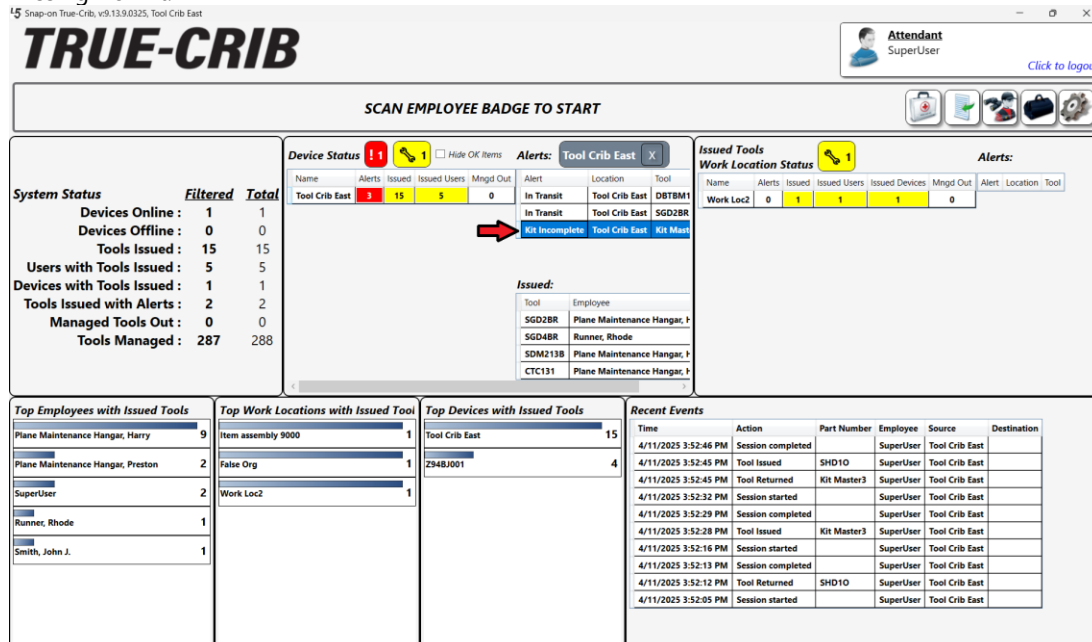 Snap-on True-Crib, v:9.13.9.0325, Tool Crib East
TRUE-CRIB
Attendant
SuperUser
Click to logou
SCAN EMPLOYEE BADGE TO START
System Status Filtered Total
Devices Online : 1 1
Devices Offline : 0 0
Tools Issued : 15 15
Users with Tools Issued : 5 5
Devices with Tools Issued : 1 1
Tools Issued with Alerts : 2 2
Managed Tools Out : 0 0
Tools Managed : 287 288
Device Status ! 1 1 Hide OK Items
Name Alerts Issued Issued Users Mngd Out
Tool Crib East 3 15 5 0
Alerts: Tool Crib East X
Alert Location Tool
In Transit Tool Crib East DBTBM1
In Transit Tool Crib East SGD2BR
Kit Incomplete Tool Crib East Kit Mast
Issued:
Tool Employee
SGD2BR Plane Maintenance Hangar, H
SGD4BR Runner, Rhode
SDM213B Plane Maintenance Hangar, H
CTC131 Plane Maintenance Hangar, H
Issued Tools
Work Location Status 1
Name Alerts Issued Issued Users Issued Devices Mngd Out
Work Loc2 0 1 1 1 0
Alerts:
Alert Location Tool
Top Employees with Issued Tools
Plane Maintenance Hangar, Harry 9
Plane Maintenance Hangar, Preston 2
SuperUser 2
Runner, Rhode 1
Smith, John J. 1
Top Work Locations with Issued Tool
Item assembly 9000 1
False Org 1
Work Loc2 1
Top Devices with Issued Tools
Tool Crib East 15
Z94BJ001 4
Recent Events
Time Action Part Number Employee Source Destination
4/11/2025 3:52:46 PM Session completed SuperUser Tool Crib East
4/11/2025 3:52:45 PM Tool Issued SHD1O SuperUser Tool Crib East
4/11/2025 3:52:45 PM Tool Returned Kit Master3 SuperUser Tool Crib East
4/11/2025 3:52:32 PM Session started SuperUser Tool Crib East
4/11/2025 3:52:29 PM Session completed SuperUser Tool Crib East
4/11/2025 3:52:28 PM Tool Issued Kit Master3 SuperUser Tool Crib East
4/11/2025 3:52:16 PM Session started SuperUser Tool Crib East
4/11/2025 3:52:13 PM Session completed SuperUser Tool Crib East
4/11/2025 3:52:12 PM Tool Returned SHD1O SuperUser Tool Crib East
4/11/2025 3:52:05 PM Session started SuperUser Tool Crib East